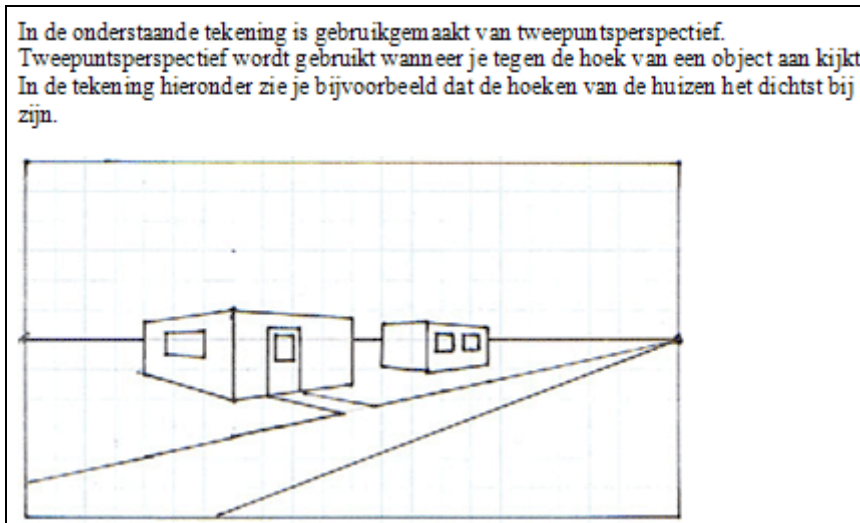 In de onderstaande tekening is gebruikgemaakt van tweepuntsperspectief.
Tweepuntsperspectief wordt gebruikt wanneer je tegen de hoek van een object aan kijkt
In de tekening hieronder zie je bijvoorbeeld dat de hoeken van de huizen het dichtst bij
zijn.